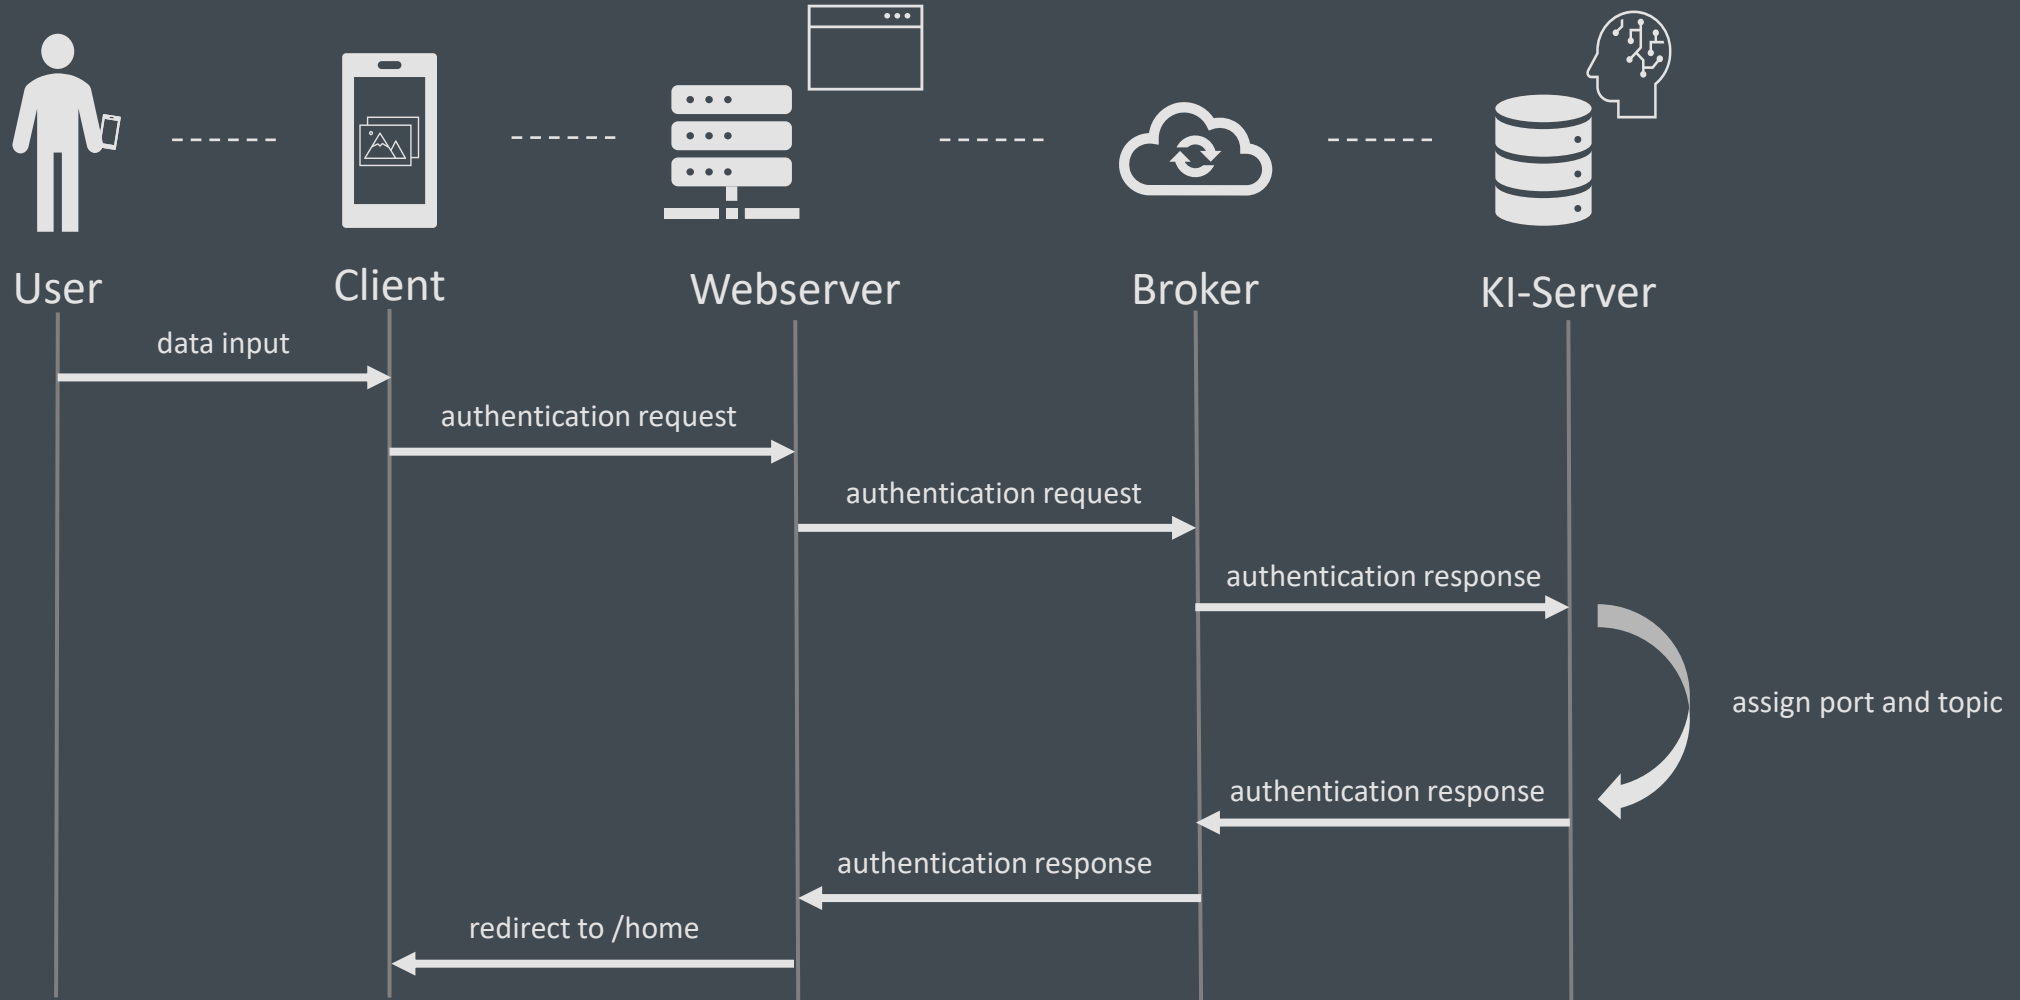 User
Client
Webserver
Broker
KI-Server
data input
authentication request
authentication request
authentication response
assign port and topic
authentication response
authentication response
redirect to /home